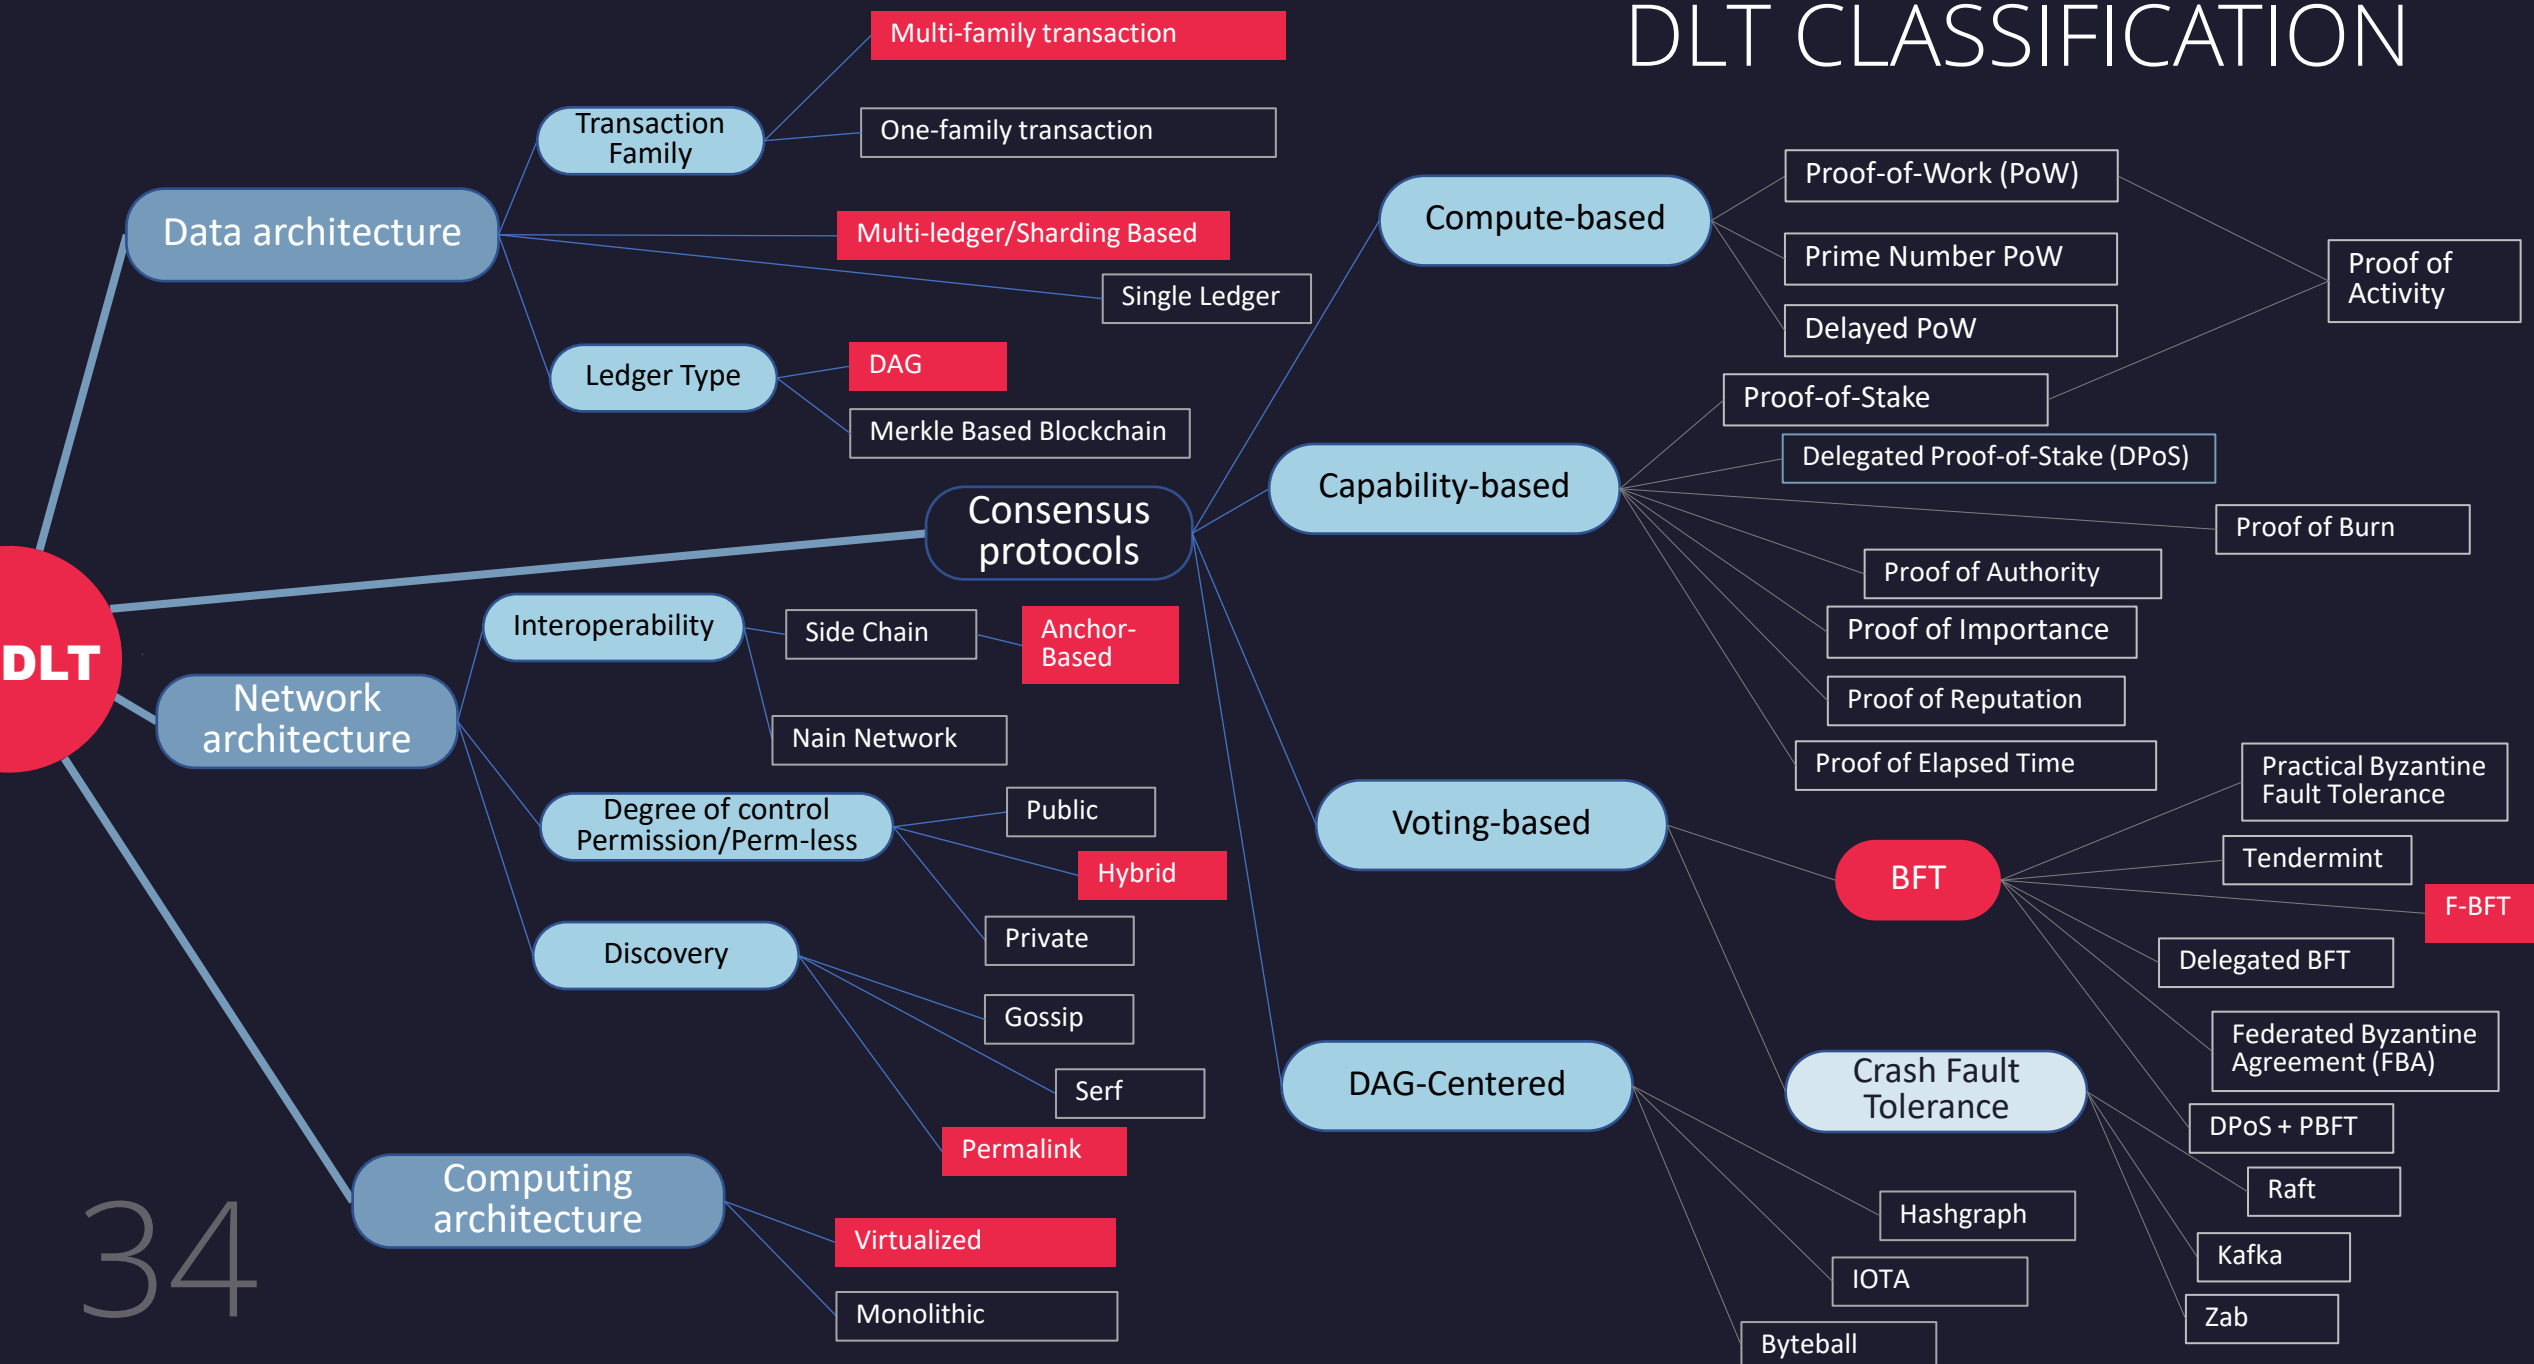 DLT CLASSIFICATION
Multi-family transaction
Transaction
Family
One-family transaction
Data architecture
Multi-ledger/Sharding Based
Single Ledger
Ledger Type
DAG
Merkle Based Blockchain
Compute-based
Proof-of-Work (PoW)
Prime Number PoW
Delayed PoW
Proof of
Activity
Proof-of-Stake
Delegated Proof-of-Stake (DPoS)
Capability-based
Proof of Burn
Proof of Authority
Proof of Importance
Proof of Reputation
Proof of Elapsed Time
Consensus
protocols
DLT
Interoperability
Side Chain
Anchor-
Based
Network
architecture
Nain Network
Degree of control
Permission/Perm-less
Public
Hybrid
Private
Discovery
Gossip
Serf
Permalink
Voting-based
BFT
Practical Byzantine
Fault Tolerance
Tendermint
F-BFT
Delegated BFT
Federated Byzantine
Agreement (FBA)
DPoS + PBFT
DAG-Centered
Crash Fault
Tolerance
Raft
Kafka
Zab
Hashgraph
IOTA
Byteball
Computing
architecture
Virtualized
Monolithic
34